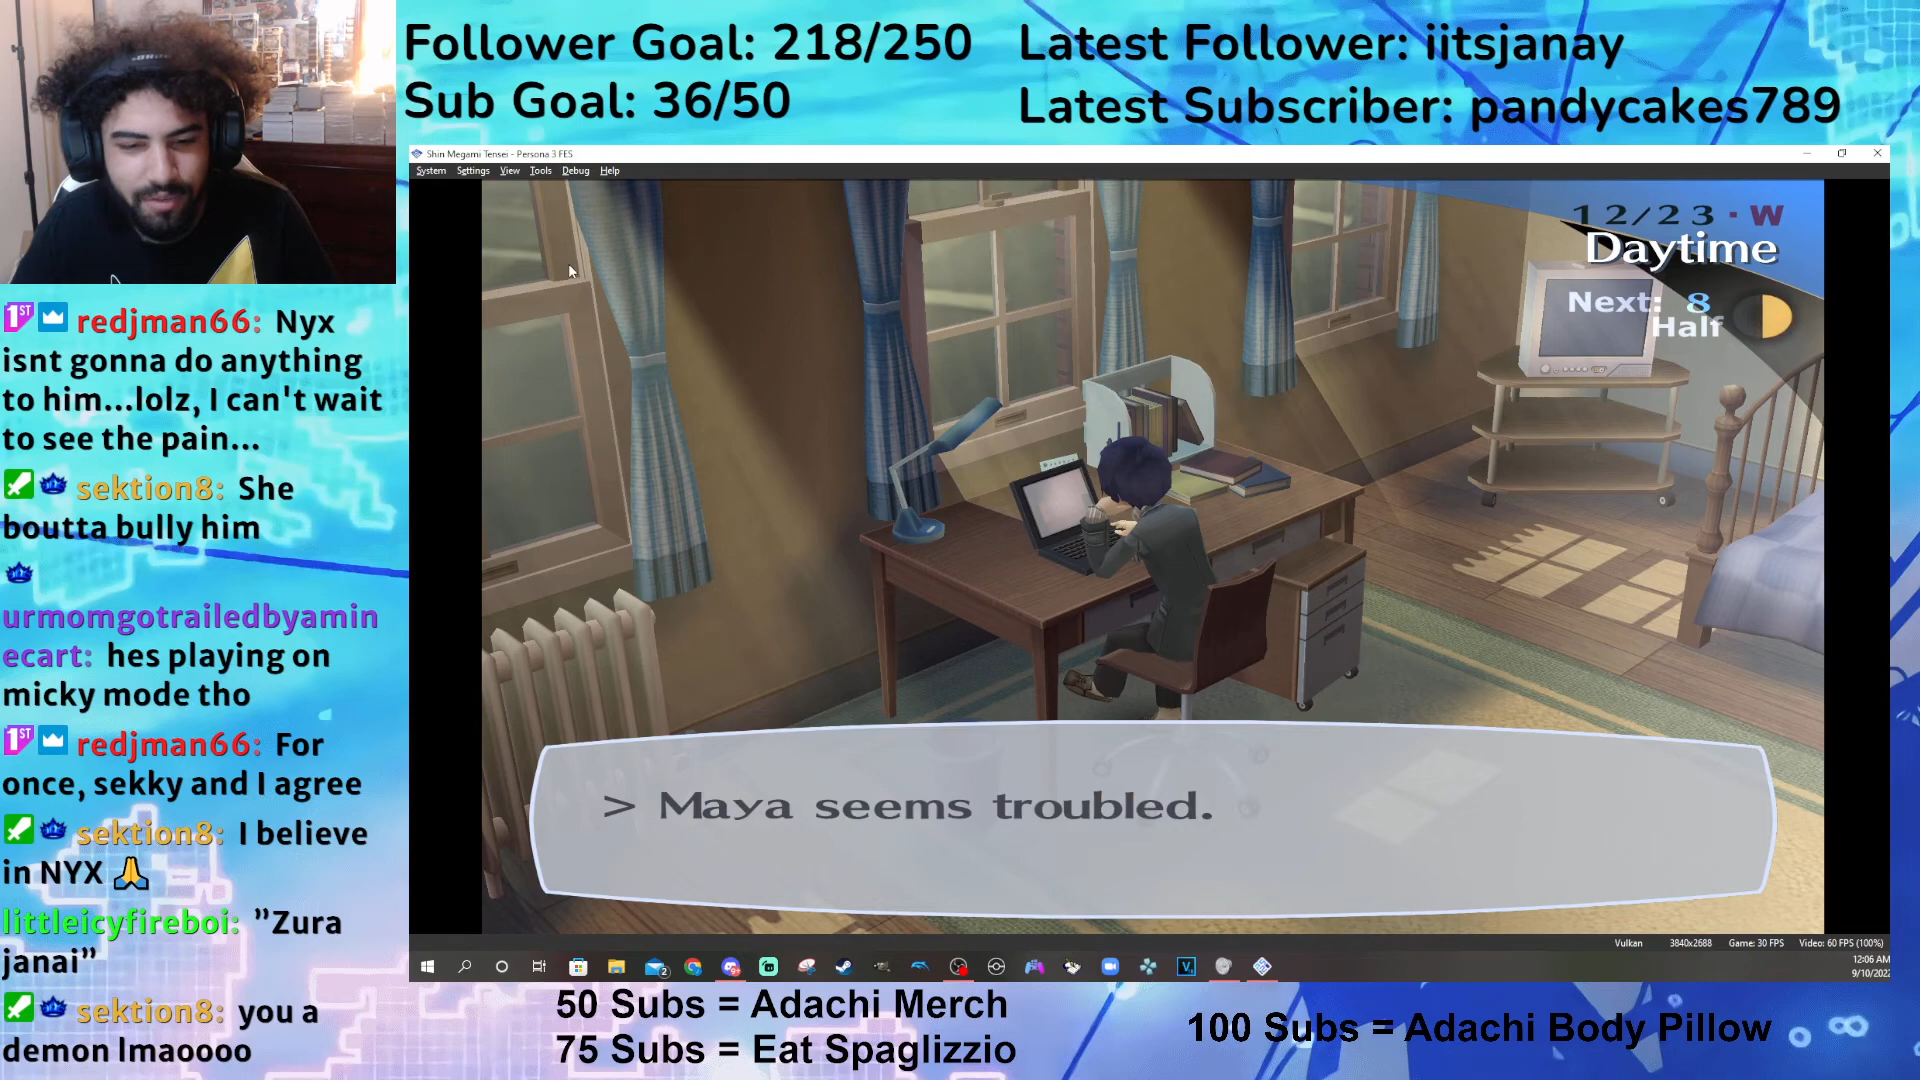 Follower Goal: 218/250
Latest Follower: iitsjanay
Sub Goal: 36/50
Latest Subscriber: pandycakes789
Shin Megami Tensei - Persona 3 FES
System Settings View Tools Debug Help
12/23 · W
Daytime
Next: 8
Half
> Maya seems troubled.
1ST redjman66: Nyx
isnt gonna do anything
to him...lolz, I can't wait
to see the pain...
sektion8: She
boutta bully him
urmomgotrailedbyamin
ecart: hes playing on
micky mode tho
1ST redjman66: For
once, sekky and I agree
sektion8: I believe
in NYX 🙏
littleicyfireboi: ”Zura
janai”
sektion8: you a
demon lmaoooo
Vulkan 3840x2688 Game: 30 FPS Video: 60 FPS (100%)
12:06 AM
9/10/202
50 Subs = Adachi Merch
75 Subs = Eat Spaglizzio
100 Subs = Adachi Body Pillow